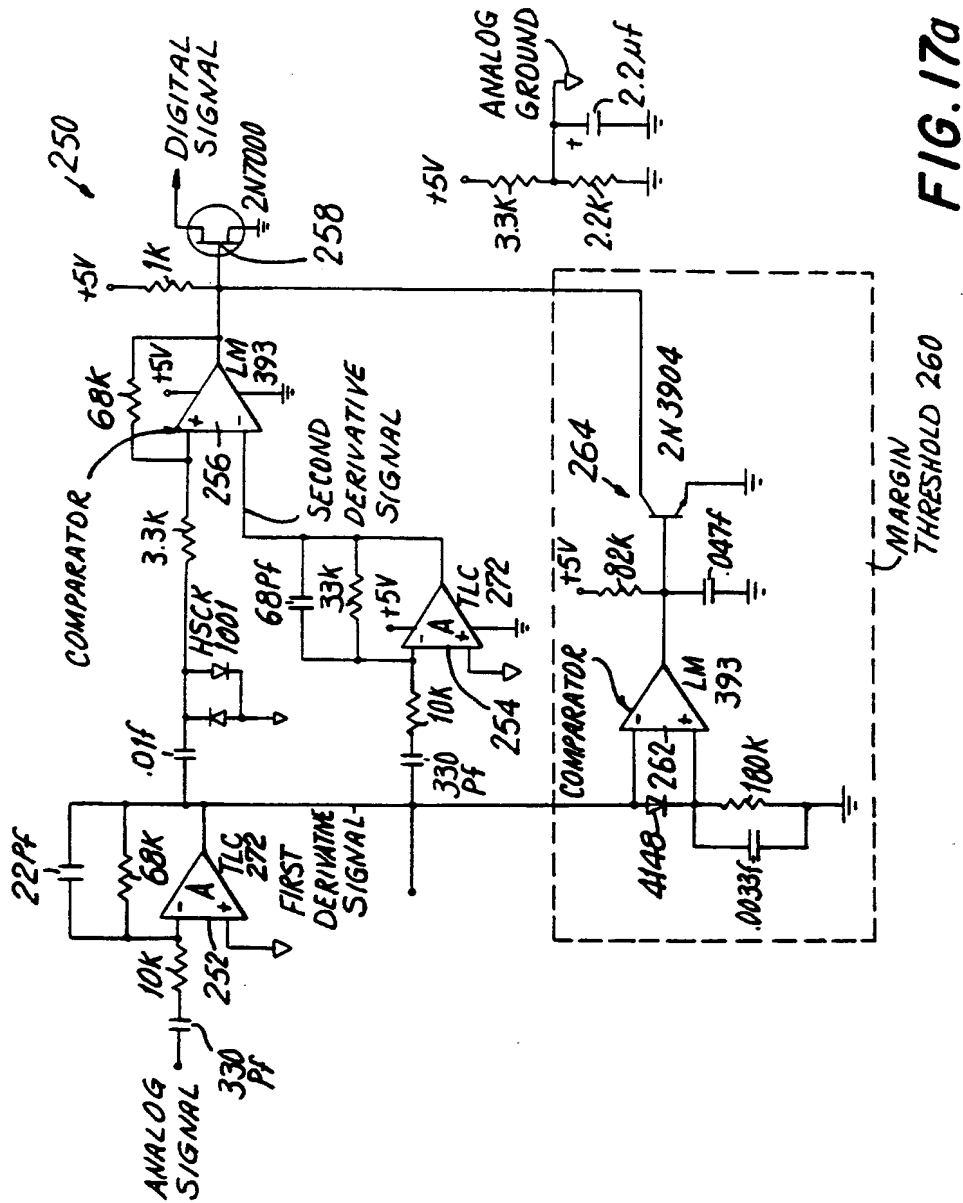 250
+5V
1K
DIGITAL
SIGNAL
2N7000
258
68K
+5V
LM
393
+
-
256
COMPARATOR
3.3K
HSCK
1001
.01f
22Pf
68K
TLC
272
A
-
+
252
10K
330
Pf
ANALOG
SIGNAL
FIRST
DERIVATIVE
SIGNAL
SECOND
DERIVATIVE
SIGNAL
68Pf
33K
+5V
TLC
272
A
-
+
254
10K
330
Pf
+5V
3.3K
2.2K
ANALOG
GROUND
+
2.2µf
COMPARATOR
-
+
262
LM
393
4148
180K
.0033f
+5V
82K
.047f
264
2N3904
MARGIN
THRESHOLD 260
FIG. 17a